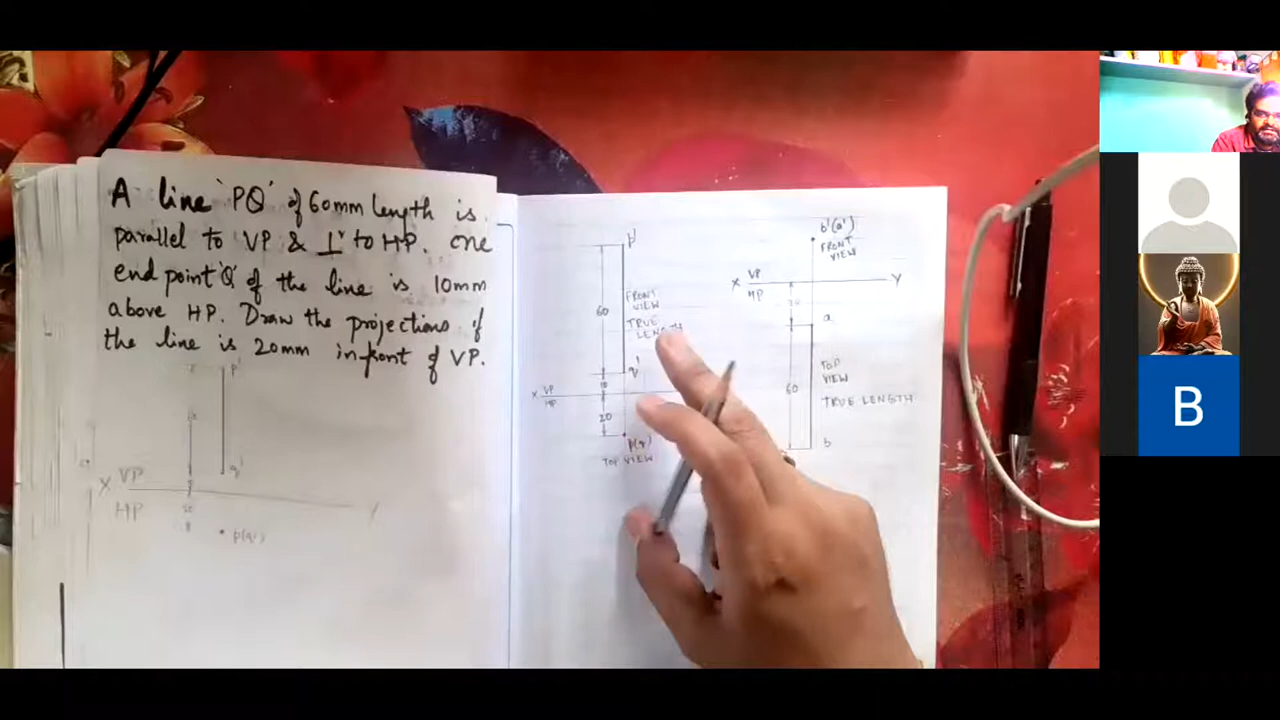 A line 'PQ' of 60mm length is
parallel to VP & ⊥r to HP. One
end point 'Q' of the line is 10mm
above HP. Draw the projections of
the line is 20mm infront of VP.
p'
q'
X VP
HP
Y
p(q')
p'
60
FRONT
VIEW
TRUE
LENGTH
q'
10
X VP
HP
20
p(q)
TOP VIEW
b'(a')
FRONT
VIEW
X VP
HP
Y
a
60
TOP
VIEW
TRUE LENGTH
b
B